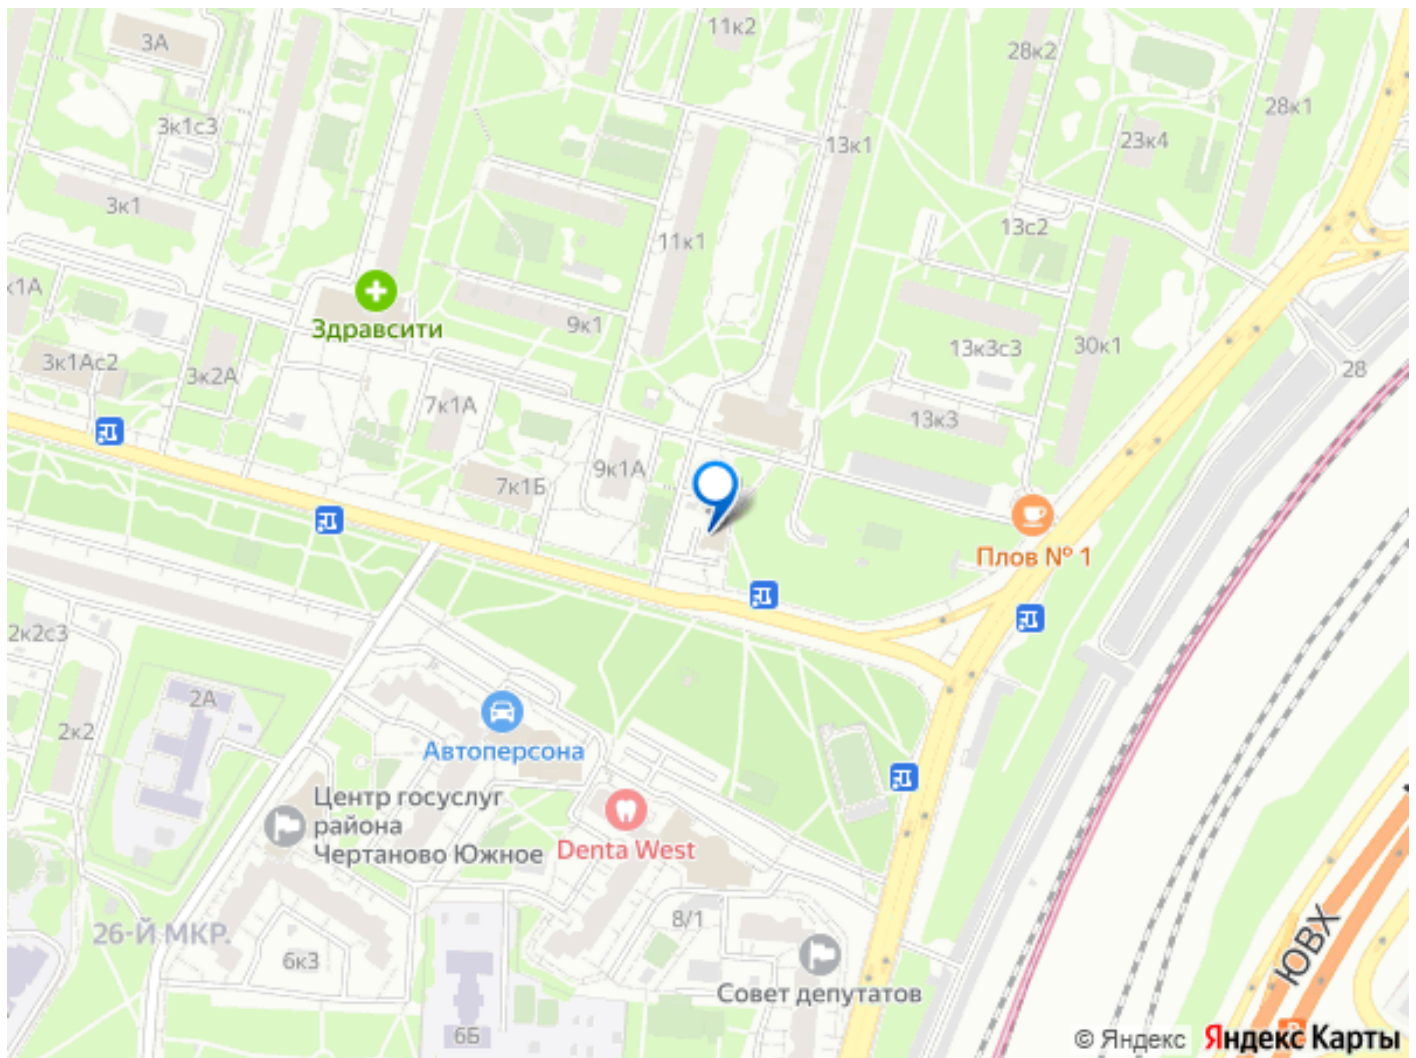 11к2
3А
28к2
28к1
3к1с3
13к1
23к4
3к1
11к1
13с2
к1А
Здравсити
9к1
3к1Ас2
3к2А
13к3с3
30к1
28
7к1А
13к3
9к1А
7к1Б
Плов № 1
2к2с3
2А
2к2
Автоперсона
Центр госуслуг
района
Чертаново Южное
Denta West
8/1
26-Й МКР.
6к3
ЮВХ
Совет депутатов
6Б
© Яндекс Яндекс Карты